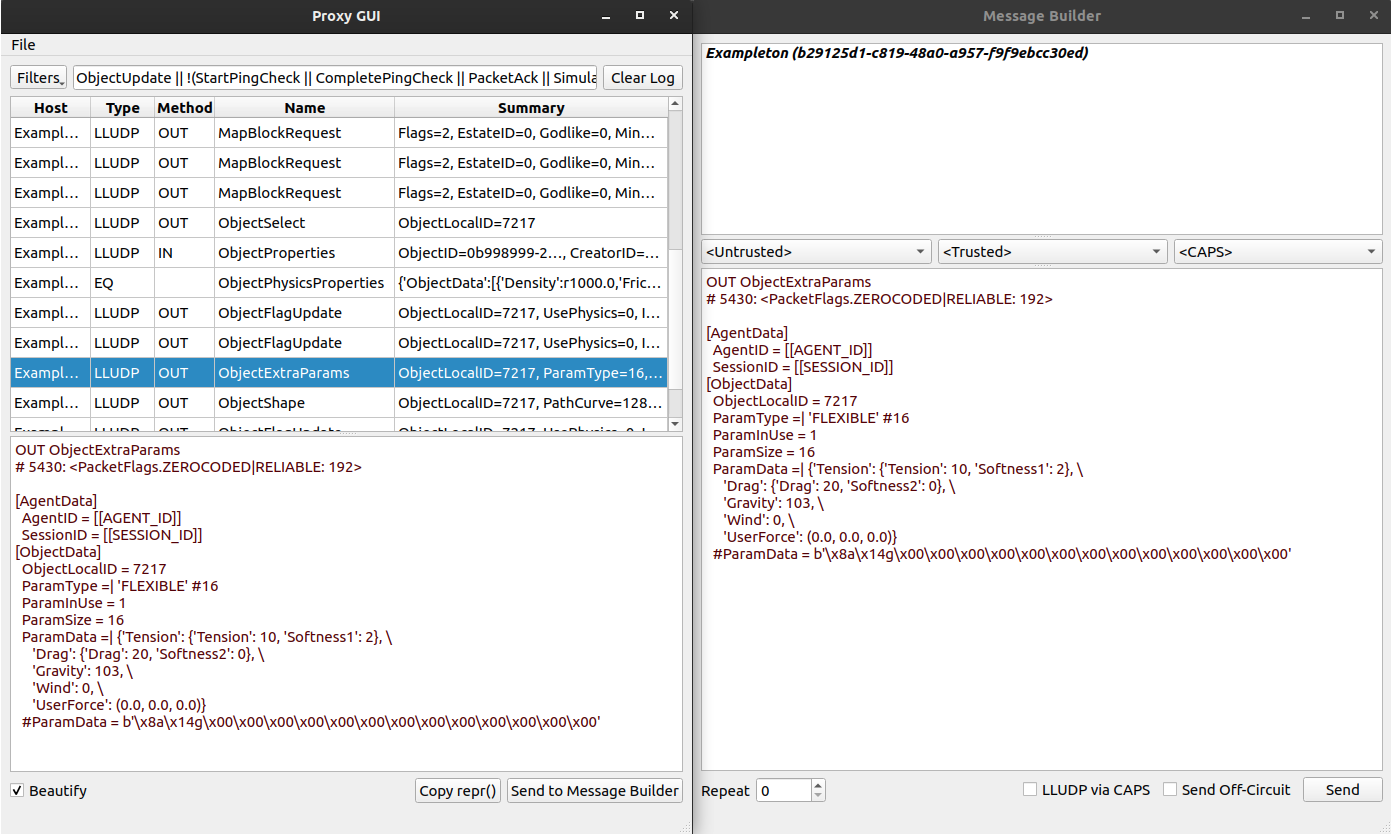 Proxy GUI
File
Filters
ObjectUpdate || !(StartPingCheck || CompletePingCheck || PacketAck || Simula
Clear Log
Host Type Method Name Summary
Exampl... LLUDP OUT MapBlockRequest Flags=2, EstateID=0, Godlike=0, Min...
Exampl... LLUDP OUT MapBlockRequest Flags=2, EstateID=0, Godlike=0, Min...
Exampl... LLUDP OUT MapBlockRequest Flags=2, EstateID=0, Godlike=0, Min...
Exampl... LLUDP OUT ObjectSelect ObjectLocalID=7217
Exampl... LLUDP IN ObjectProperties ObjectID=0b998999-2..., CreatorID=...
Exampl... EQ ObjectPhysicsProperties {'ObjectData':[{'Density':r1000.0,'Fric...
Exampl... LLUDP OUT ObjectFlagUpdate ObjectLocalID=7217, UsePhysics=0, I...
Exampl... LLUDP OUT ObjectFlagUpdate ObjectLocalID=7217, UsePhysics=0, I...
Exampl... LLUDP OUT ObjectExtraParams ObjectLocalID=7217, ParamType=16,...
Exampl... LLUDP OUT ObjectShape ObjectLocalID=7217, PathCurve=128...
Exampl... LLUDP OUT ObjectFlagUpdate ObjectLocalID=7217, UsePhysics=0, I...
OUT ObjectExtraParams
# 5430: <PacketFlags.ZEROCODED|RELIABLE: 192>
[AgentData]
AgentID = [[AGENT_ID]]
SessionID = [[SESSION_ID]]
[ObjectData]
ObjectLocalID = 7217
ParamType =| 'FLEXIBLE' #16
ParamInUse = 1
ParamSize = 16
ParamData =| {'Tension': {'Tension': 10, 'Softness1': 2}, \
'Drag': {'Drag': 20, 'Softness2': 0}, \
'Gravity': 103, \
'Wind': 0, \
'UserForce': (0.0, 0.0, 0.0)}
#ParamData = b'\x8a\x14g\x00\x00\x00\x00\x00\x00\x00\x00\x00\x00\x00\x00\x00'
Beautify
Copy repr()
Send to Message Builder
Message Builder
Exampleton (b29125d1-c819-48a0-a957-f9f9ebcc30ed)
<Untrusted>
<Trusted>
<CAPS>
OUT ObjectExtraParams
# 5430: <PacketFlags.ZEROCODED|RELIABLE: 192>
[AgentData]
AgentID = [[AGENT_ID]]
SessionID = [[SESSION_ID]]
[ObjectData]
ObjectLocalID = 7217
ParamType =| 'FLEXIBLE' #16
ParamInUse = 1
ParamSize = 16
ParamData =| {'Tension': {'Tension': 10, 'Softness1': 2}, \
'Drag': {'Drag': 20, 'Softness2': 0}, \
'Gravity': 103, \
'Wind': 0, \
'UserForce': (0.0, 0.0, 0.0)}
#ParamData = b'\x8a\x14g\x00\x00\x00\x00\x00\x00\x00\x00\x00\x00\x00\x00\x00'
Repeat 0
LLUDP via CAPS
Send Off-Circuit
Send